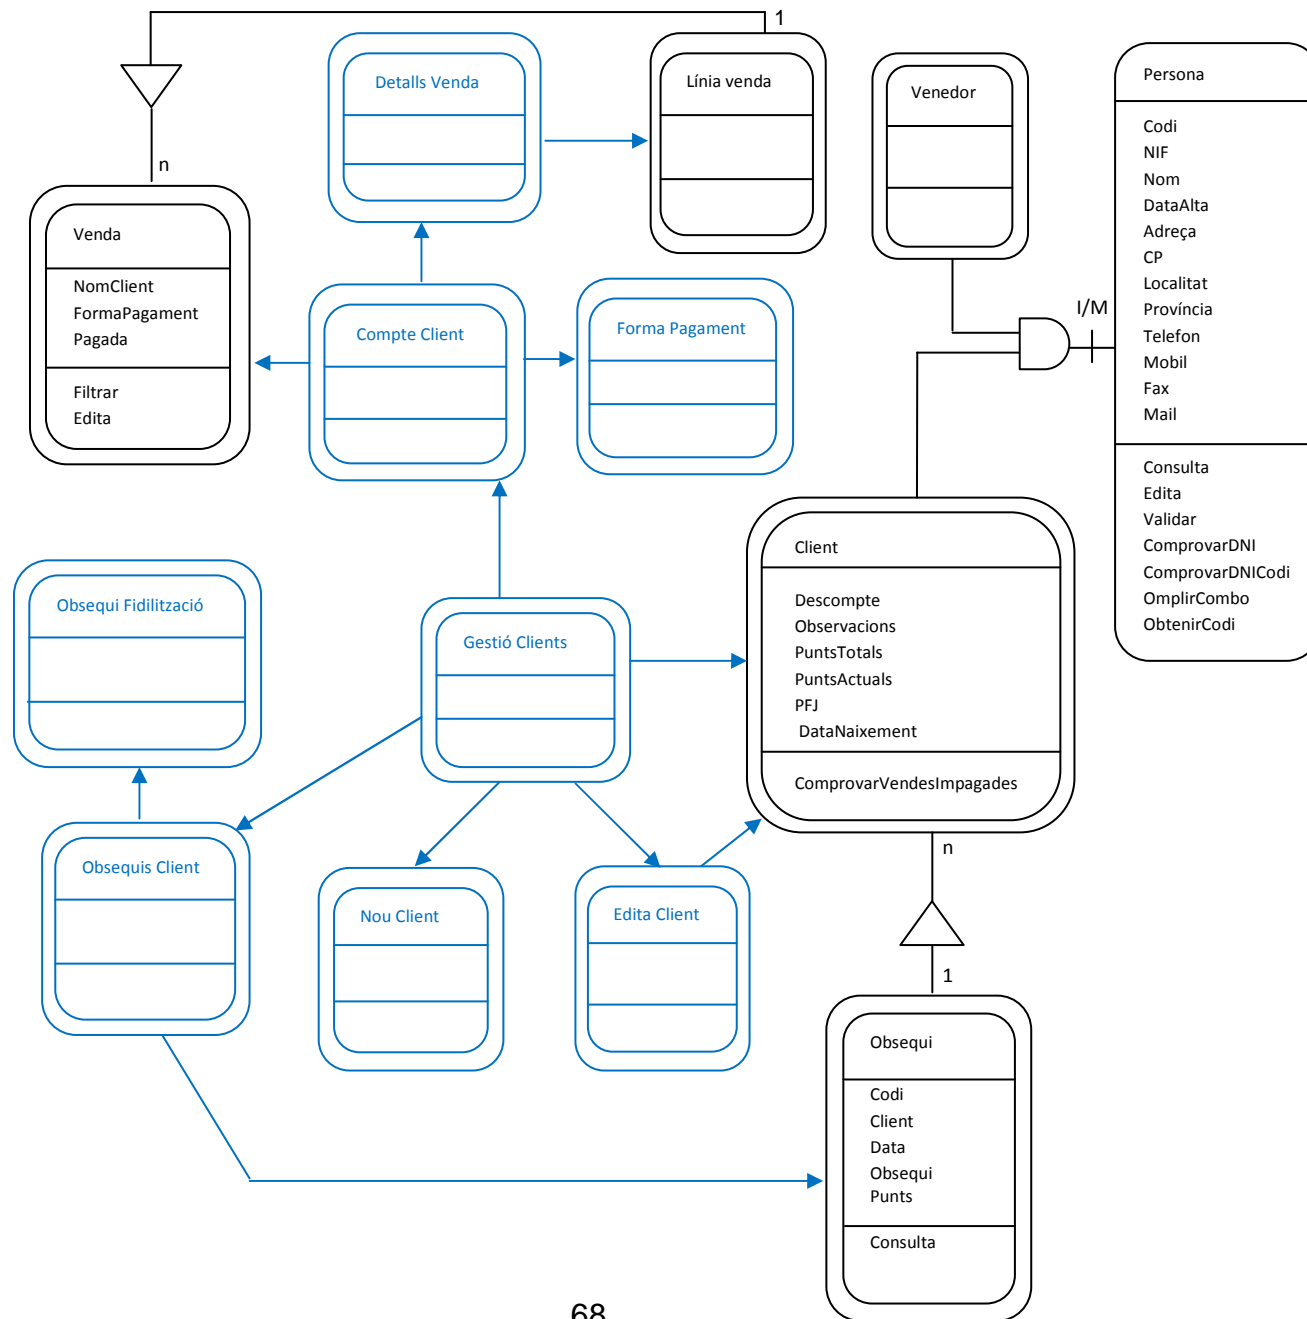 1
Detalls Venda
Línia venda
Venedor
Persona
Codi
NIF
Nom
DataAlta
Adreça
CP
Localitat
Província
Telefon
Mobil
Fax
Mail
Consulta
Edita
Validar
ComprovarDNI
ComprovarDNICodi
OmplirCombo
ObtenirCodi
I/M
n
Venda
NomClient
FormaPagament
Pagada
Filtrar
Edita
Compte Client
Forma Pagament
Client
Descompte
Observacions
PuntsTotals
PuntsActuals
PFJ
DataNaixement
ComprovarVendesImpagades
Obsequi Fidilització
Gestió Clients
Obsequis Client
Nou Client
Edita Client
n
1
Obsequi
Codi
Client
Data
Obsequi
Punts
Consulta
68